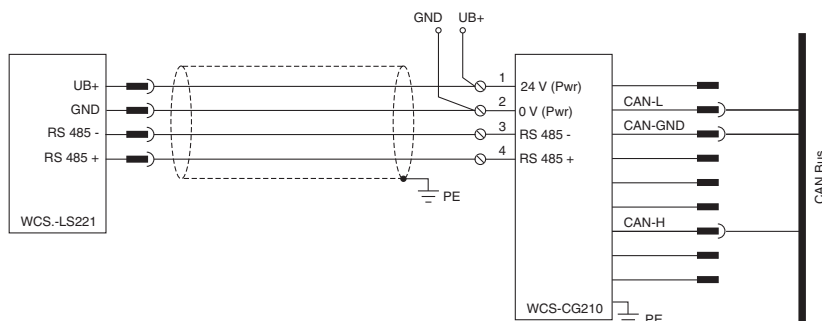 GND UB+
UB+
GND
RS 485 -
RS 485 +
WCS.-LS221
PE
1
2
3
4
24 V (Pwr)
0 V (Pwr)
RS 485 -
RS 485 +
WCS-CG210
CAN-L
CAN-GND
CAN-H
PE
CAN Bus